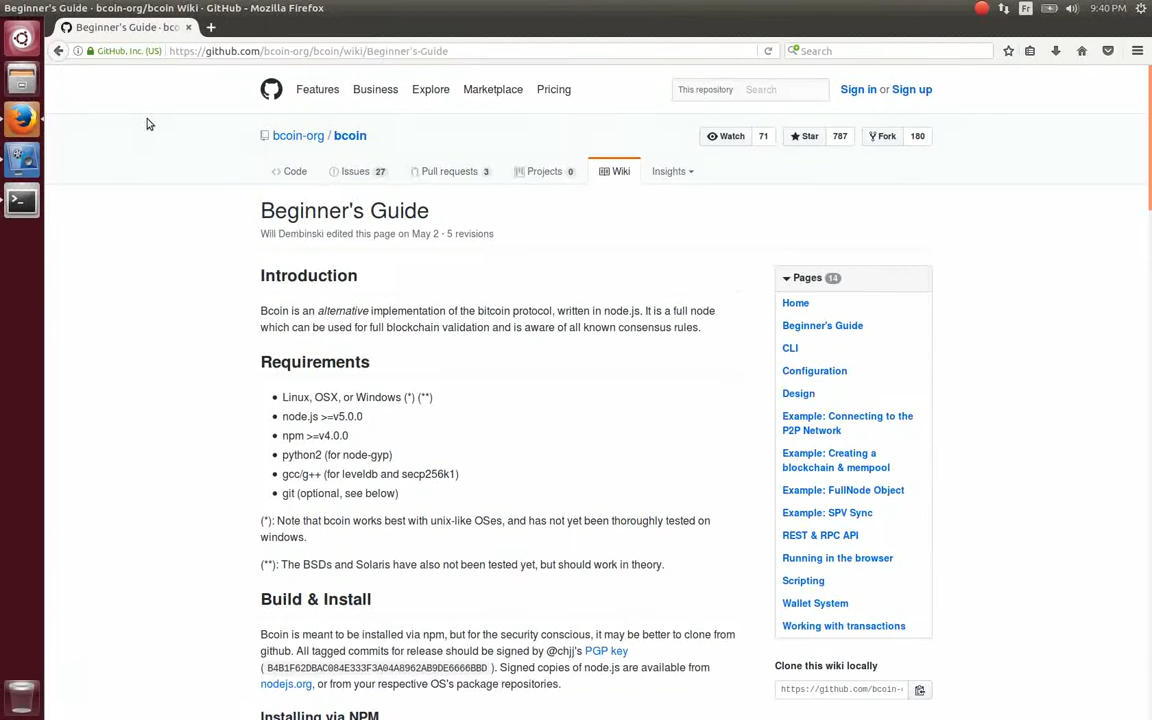 Beginner's Guide · bcoin-org/bcoin Wiki · GitHub - Mozilla Firefox
Fr
9:40 PM
Beginner's Guide · bco
GitHub, Inc. (US)
https://github.com/bcoin-org/bcoin/wiki/Beginner's-Guide
Search
Features
Business
Explore
Marketplace
Pricing
This repository
Search
Sign in or Sign up
bcoin-org / bcoin
Watch 71
Star 787
Fork 180
Code
Issues 27
Pull requests 3
Projects 0
Wiki
Insights
Beginner's Guide
Will Dembinski edited this page on May 2 · 5 revisions
Introduction
Bcoin is an alternative implementation of the bitcoin protocol, written in node.js. It is a full node
which can be used for full blockchain validation and is aware of all known consensus rules.
Requirements
Linux, OSX, or Windows (*) (**)
node.js >=v5.0.0
npm >=v4.0.0
python2 (for node-gyp)
gcc/g++ (for leveldb and secp256k1)
git (optional, see below)
(*): Note that bcoin works best with unix-like OSes, and has not yet been thoroughly tested on
windows.
(**): The BSDs and Solaris have also not been tested yet, but should work in theory.
Build & Install
Bcoin is meant to be installed via npm, but for the security conscious, it may be better to clone from
github. All tagged commits for release should be signed by @chjj's PGP key
( B4B1F62DBAC084E333F3A04A8962AB9DE6666BBD ). Signed copies of node.js are available from
nodejs.org, or from your respective OS's package repositories.
Installing via NPM
Pages 14
Home
Beginner's Guide
CLI
Configuration
Design
Example: Connecting to the
P2P Network
Example: Creating a
blockchain & mempool
Example: FullNode Object
Example: SPV Sync
REST & RPC API
Running in the browser
Scripting
Wallet System
Working with transactions
Clone this wiki locally
https://github.com/bcoin-